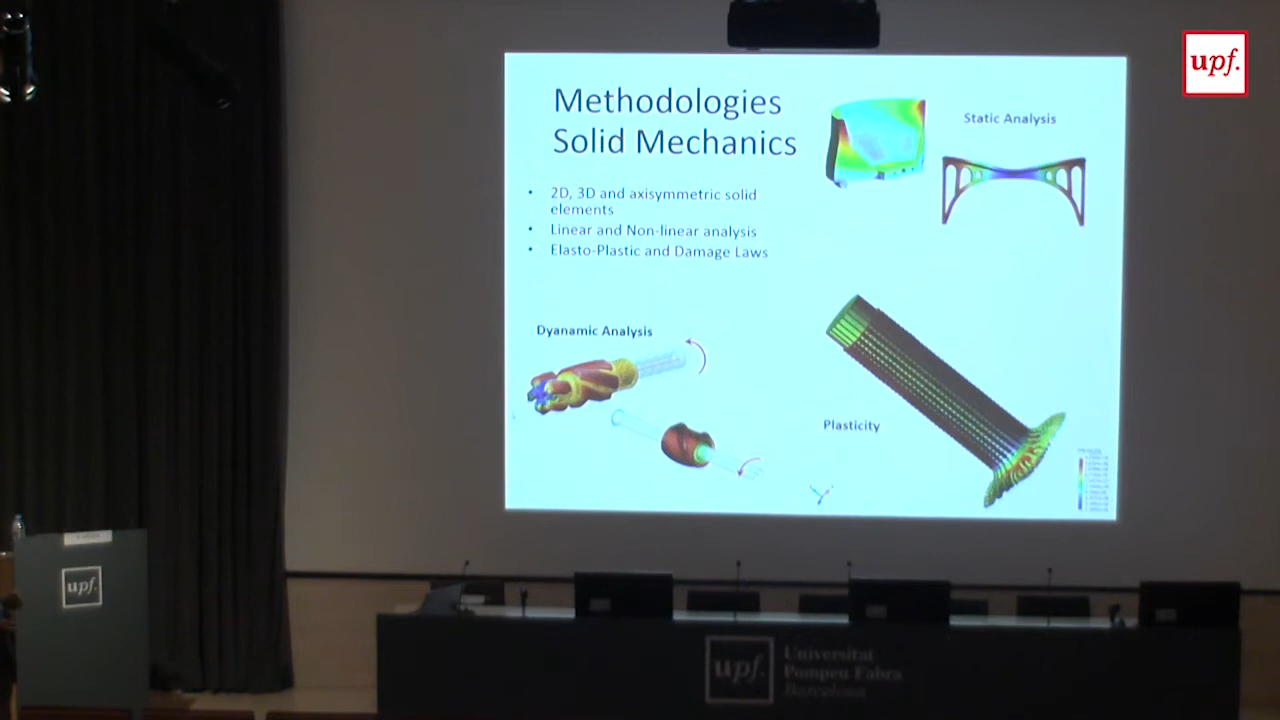 upf.
Methodologies
Solid Mechanics
Static Analysis
• 2D, 3D and axisymmetric solid
elements
• Linear and Non-linear analysis
• Elasto-Plastic and Damage Laws
Dyanamic Analysis
Plasticity
upf.
upf.
Universitat
Pompeu Fabra
Barcelona